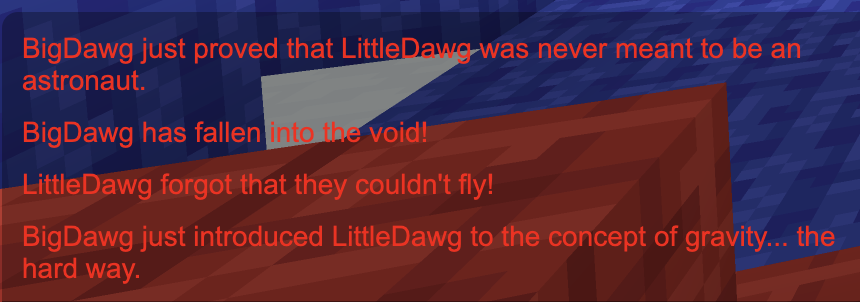 BigDawg just proved that LittleDawg was never meant to be an
astronaut.
BigDawg has fallen into the void!
LittleDawg forgot that they couldn't fly!
BigDawg just introduced LittleDawg to the concept of gravity... the
hard way.